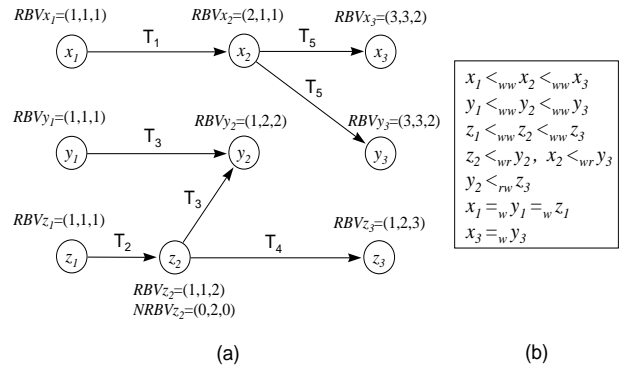 RBVx₁=(1,1,1) RBVx₂=(2,1,1) RBVx₃=(3,3,2)
x₁ T₁ x₂ T₅ x₃
T₅
RBVy₁=(1,1,1) RBVy₂=(1,2,2) RBVy₃=(3,3,2)
y₁ T₃ y₂ y₃
T₃
RBVz₁=(1,1,1) RBVz₃=(1,2,3)
z₁ T₂ z₂ T₄ z₃
RBVz₂=(1,1,2)
NRBVz₂=(0,2,0)
(a)
x₁ <ww x₂ <ww x₃
y₁ <ww y₂ <ww y₃
z₁ <ww z₂ <ww z₃
z₂ <wr y₂, x₂ <wr y₃
y₂ <rw z₃
x₁ =w y₁ =w z₁
x₃ =w y₃
(b)